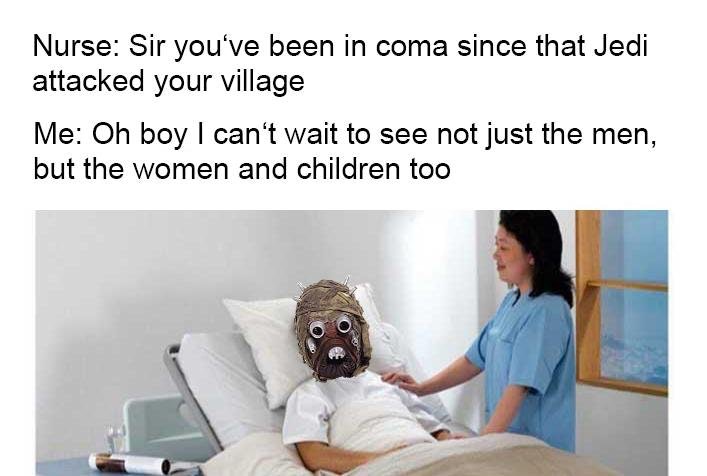 Nurse: Sir you‘ve been in coma since that Jedi
attacked your village
Me: Oh boy I can‘t wait to see not just the men,
but the women and children too